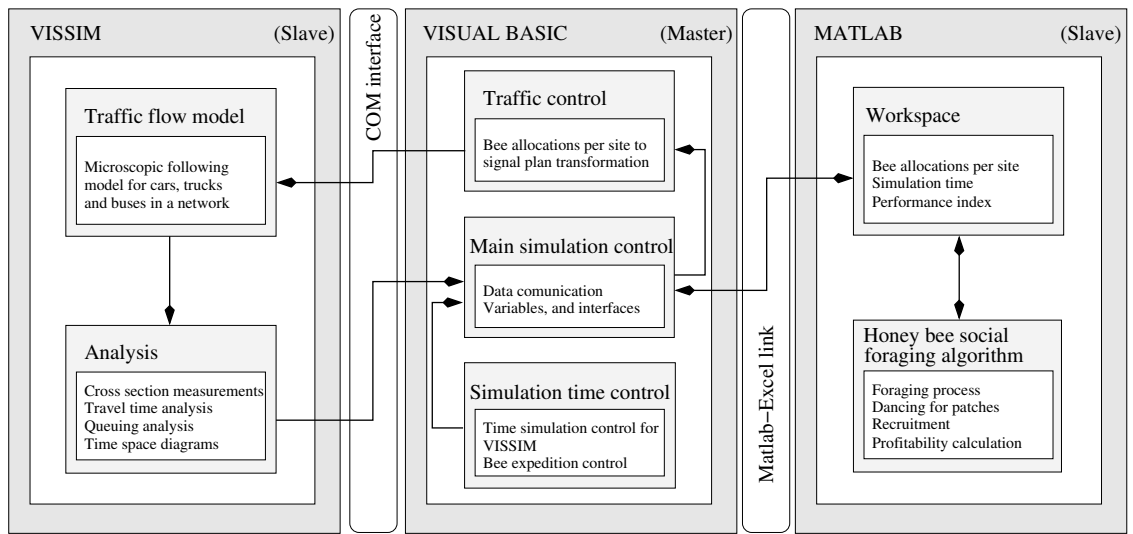 VISSIM (Slave)
Traffic flow model
Microscopic following
model for cars, trucks
and buses in a network
Analysis
Cross section measurements
Travel time analysis
Queuing analysis
Time space diagrams
COM interface
VISUAL BASIC (Master)
Traffic control
Bee allocations per site to
signal plan transformation
Main simulation control
Data comunication
Variables, and interfaces
Simulation time control
Time simulation control for
VISSIM
Bee expedition control
Matlab−Excel link
MATLAB (Slave)
Workspace
Bee allocations per site
Simulation time
Performance index
Honey bee social
foraging algorithm
Foraging process
Dancing for patches
Recruitment
Profitability calculation